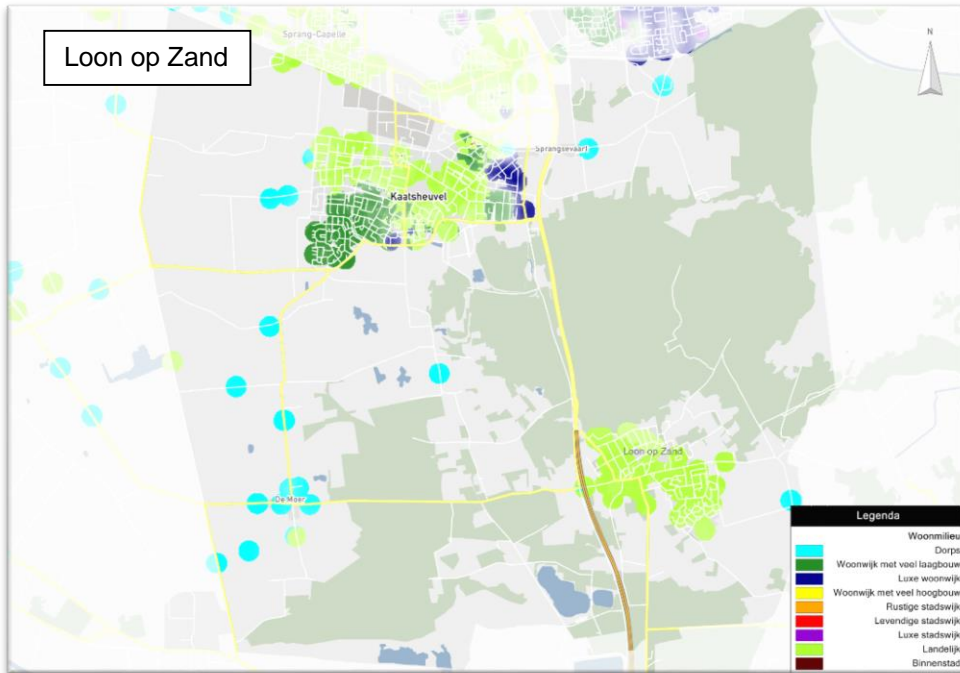 Loon op Zand
Sprang-Capelle
N
Sprangsevaart
Kaatsheuvel
Loon op Zand
De Moer
Legenda
Woonmilieu
Dorps
Woonwijk met veel laagbouw
Luxe woonwijk
Woonwijk met veel hoogbouw
Rustige stadswijk
Levendige stadswijk
Luxe stadswijk
Landelijk
Binnenstad